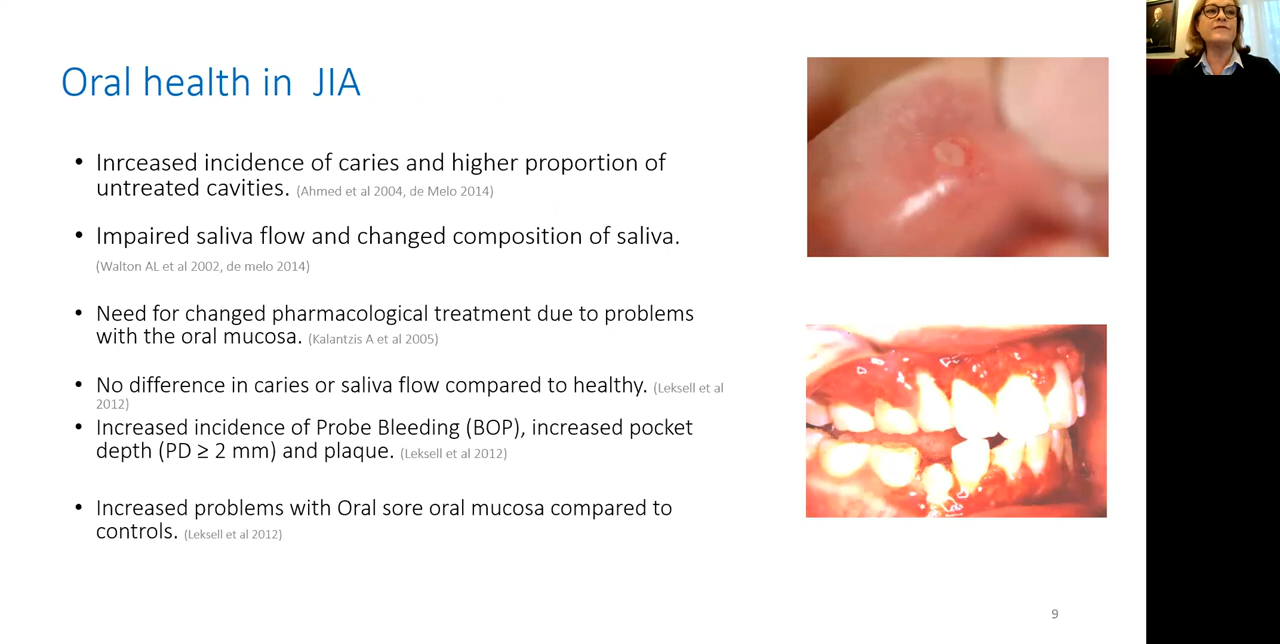 Oral health in JIA
• Inrceased incidence of caries and higher proportion of
untreated cavities. (Ahmed et al 2004, de Melo 2014)
• Impaired saliva flow and changed composition of saliva.
(Walton AL et al 2002, de melo 2014)
• Need for changed pharmacological treatment due to problems
with the oral mucosa. (Kalantzis A et al 2005)
• No difference in caries or saliva flow compared to healthy. (Leksell et al
2012)
• Increased incidence of Probe Bleeding (BOP), increased pocket
depth (PD ≥ 2 mm) and plaque. (Leksell et al 2012)
• Increased problems with Oral sore oral mucosa compared to
controls. (Leksell et al 2012)
9